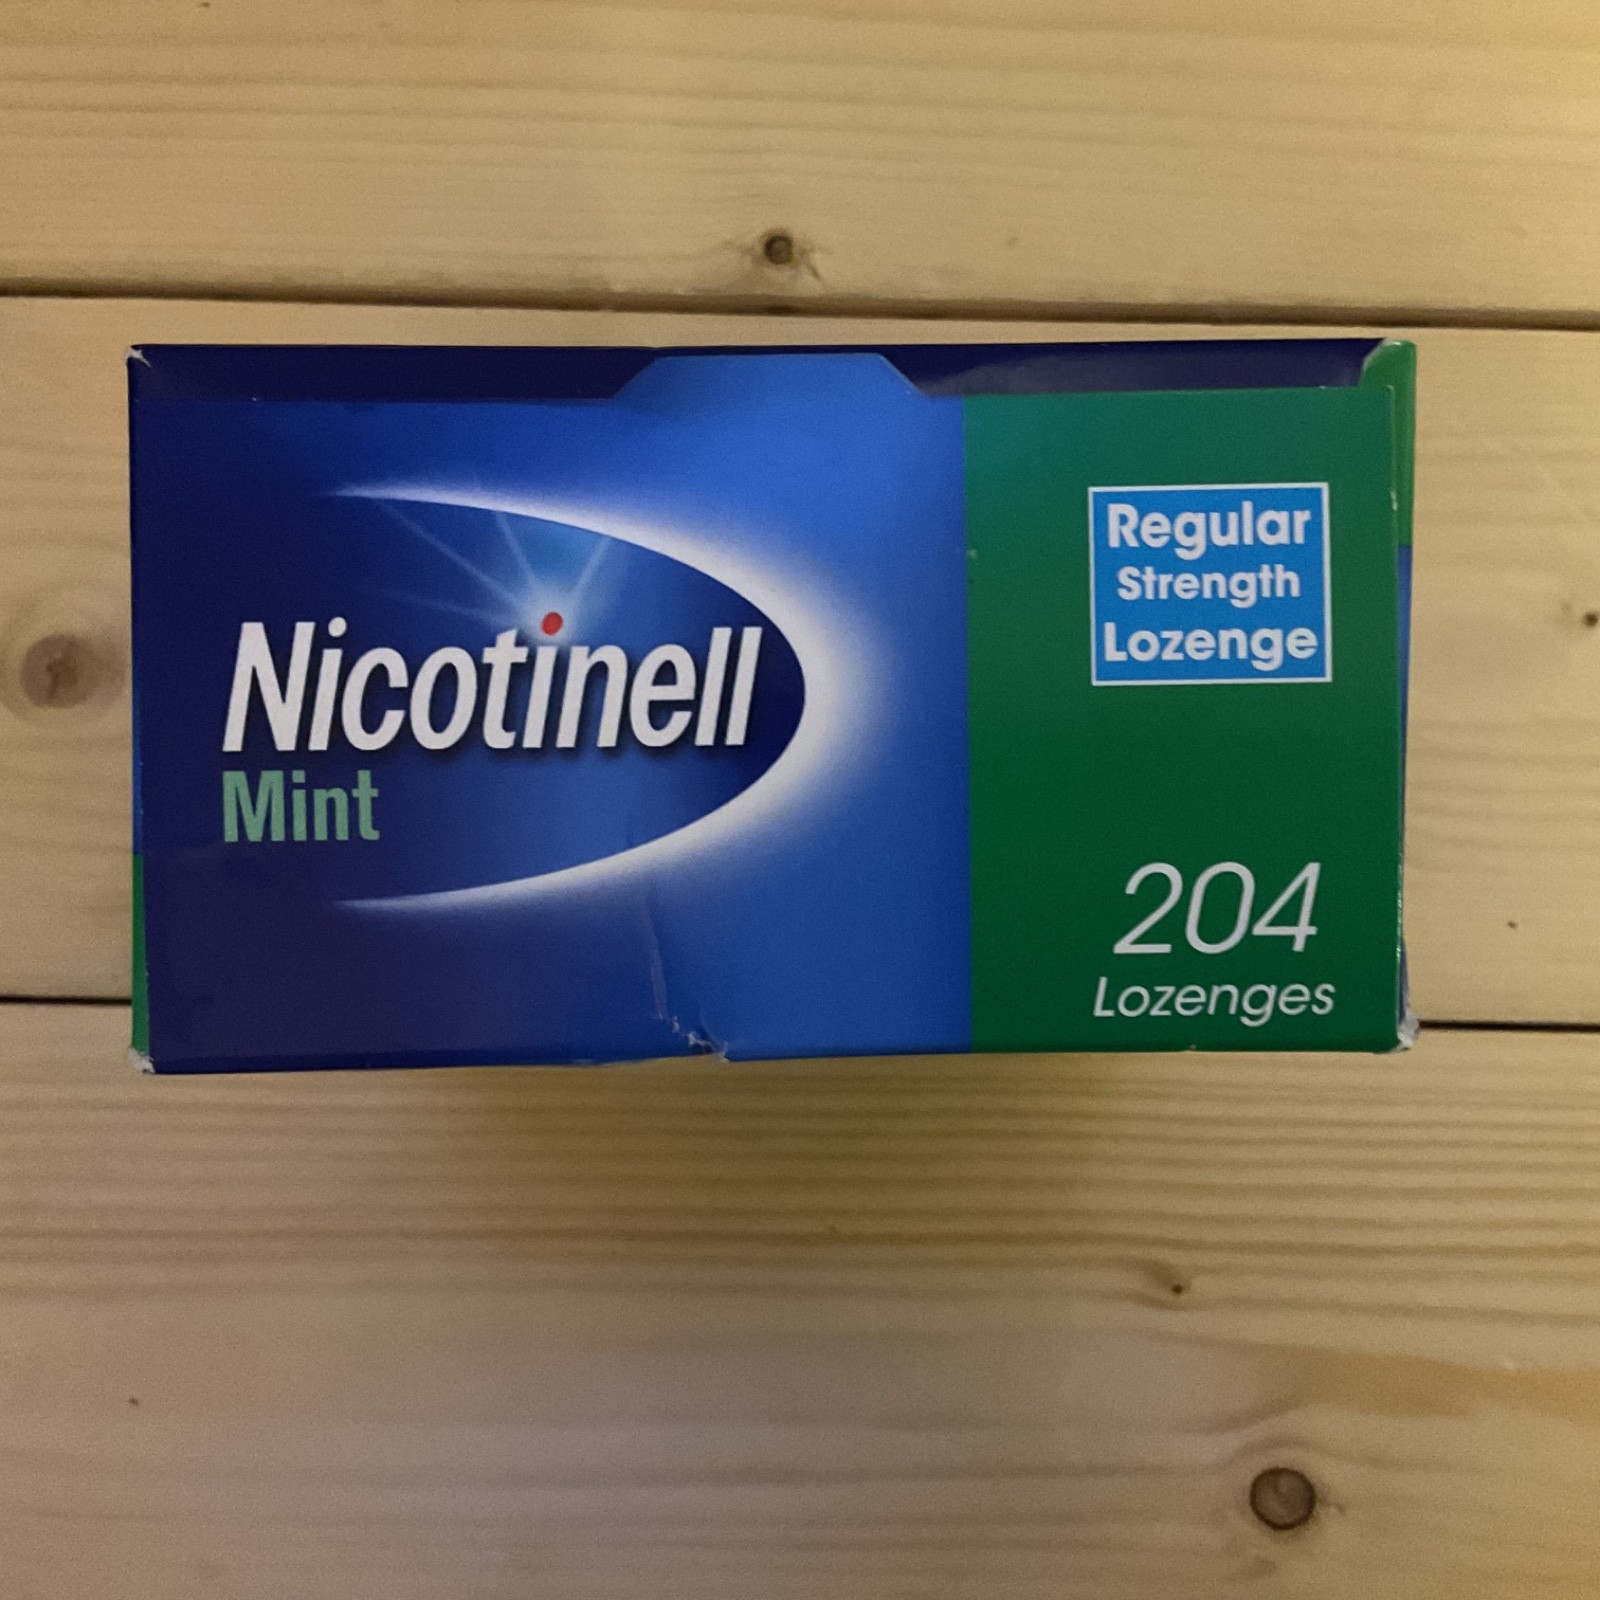 Nicotinell
Mint
Regular
Strength
Lozenge
204
Lozenges